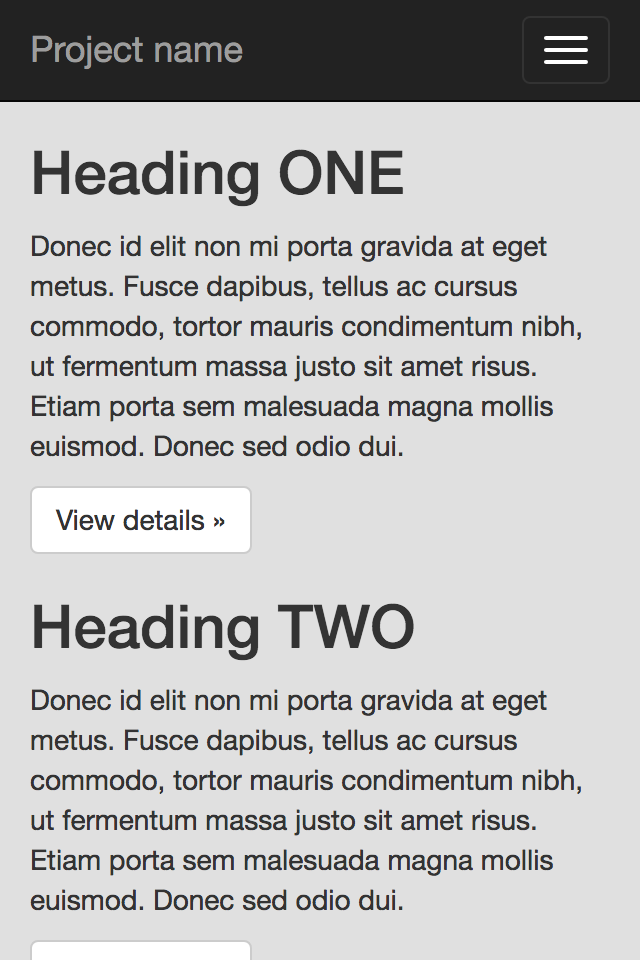 Project name
Heading ONE
Donec id elit non mi porta gravida at eget
metus. Fusce dapibus, tellus ac cursus
commodo, tortor mauris condimentum nibh,
ut fermentum massa justo sit amet risus.
Etiam porta sem malesuada magna mollis
euismod. Donec sed odio dui.
View details »
Heading TWO
Donec id elit non mi porta gravida at eget
metus. Fusce dapibus, tellus ac cursus
commodo, tortor mauris condimentum nibh,
ut fermentum massa justo sit amet risus.
Etiam porta sem malesuada magna mollis
euismod. Donec sed odio dui.